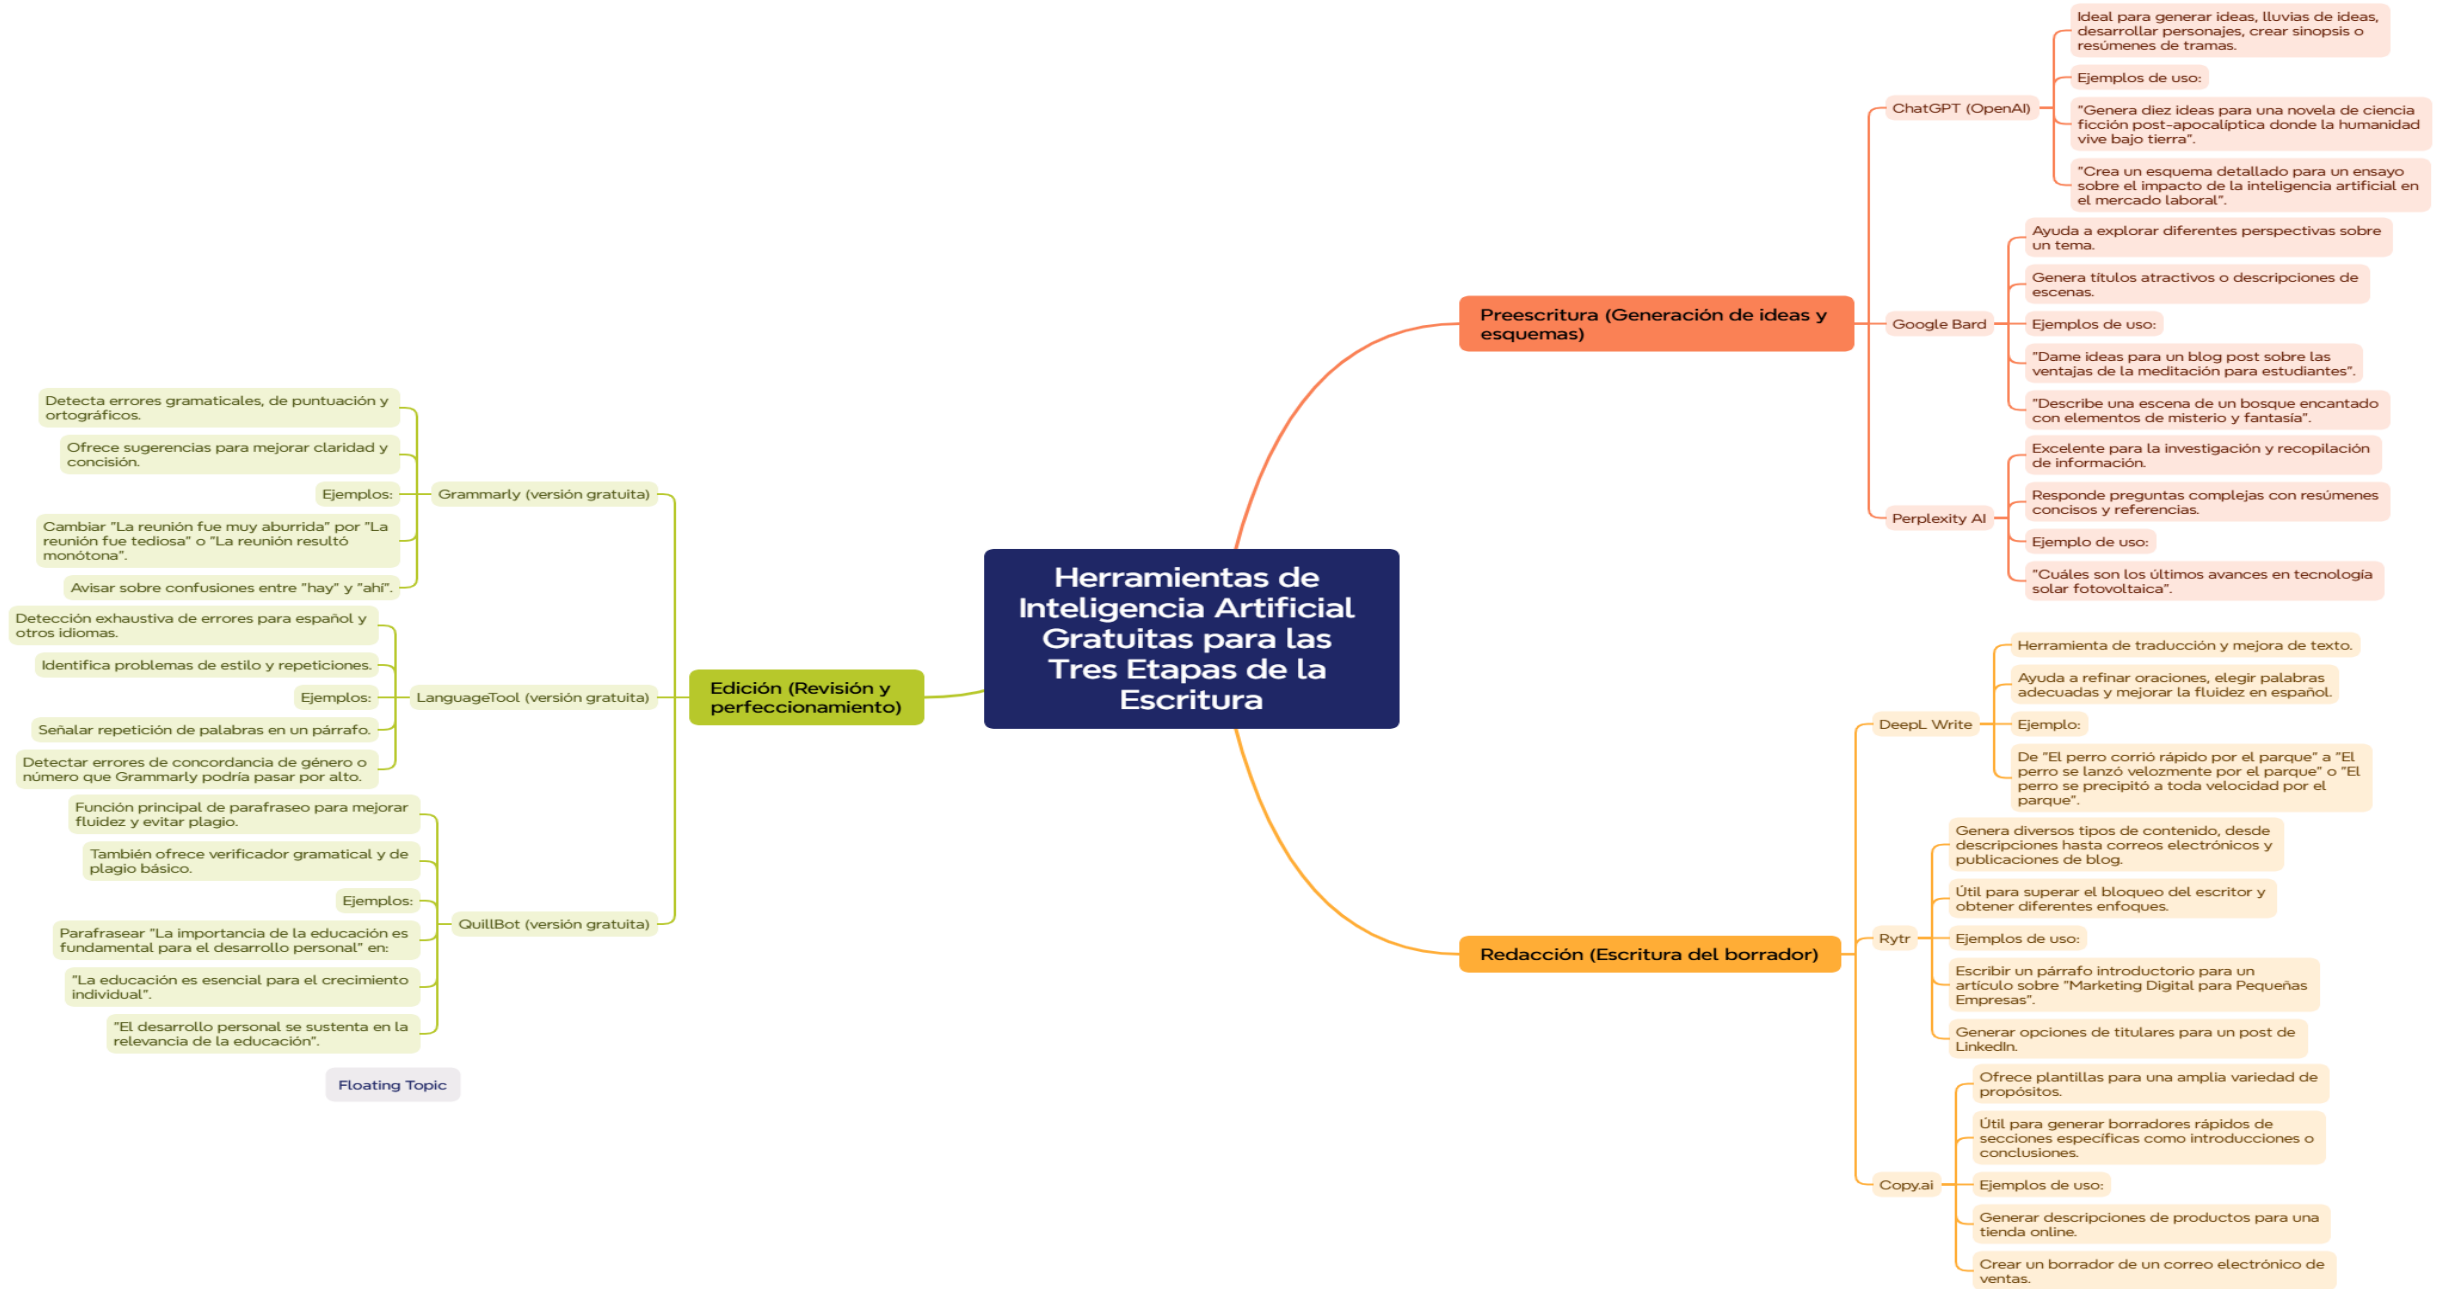 Herramientas de
Inteligencia Artificial
Gratuitas para las
Tres Etapas de la
Escritura
Preescritura (Generación de ideas y
esquemas)
ChatGPT (OpenAI)
Ideal para generar ideas, lluvias de ideas,
desarrollar personajes, crear sinopsis o
resúmenes de tramas.
Ejemplos de uso:
"Genera diez ideas para una novela de ciencia
ficción post-apocalíptica donde la humanidad
vive bajo tierra".
"Crea un esquema detallado para un ensayo
sobre el impacto de la inteligencia artificial en
el mercado laboral".
Google Bard
Ayuda a explorar diferentes perspectivas sobre
un tema.
Genera títulos atractivos o descripciones de
escenas.
Ejemplos de uso:
"Dame ideas para un blog post sobre las
ventajas de la meditación para estudiantes".
"Describe una escena de un bosque encantado
con elementos de misterio y fantasía".
Perplexity AI
Excelente para la investigación y recopilación
de información.
Responde preguntas complejas con resúmenes
concisos y referencias.
Ejemplo de uso:
"Cuáles son los últimos avances en tecnología
solar fotovoltaica".
Redacción (Escritura del borrador)
DeepL Write
Herramienta de traducción y mejora de texto.
Ayuda a refinar oraciones, elegir palabras
adecuadas y mejorar la fluidez en español.
Ejemplo:
De "El perro corrió rápido por el parque" a "El
perro se lanzó velozmente por el parque" o "El
perro se precipitó a toda velocidad por el
parque".
Rytr
Genera diversos tipos de contenido, desde
descripciones hasta correos electrónicos y
publicaciones de blog.
Útil para superar el bloqueo del escritor y
obtener diferentes enfoques.
Ejemplos de uso:
Escribir un párrafo introductorio para un
artículo sobre "Marketing Digital para Pequeñas
Empresas".
Generar opciones de titulares para un post de
LinkedIn.
Copy.ai
Ofrece plantillas para una amplia variedad de
propósitos.
Útil para generar borradores rápidos de
secciones específicas como introducciones o
conclusiones.
Ejemplos de uso:
Generar descripciones de productos para una
tienda online.
Crear un borrador de un correo electrónico de
ventas.
Edición (Revisión y
perfeccionamiento)
Grammarly (versión gratuita)
Detecta errores gramaticales, de puntuación y
ortográficos.
Ofrece sugerencias para mejorar claridad y
concisión.
Ejemplos:
Cambiar "La reunión fue muy aburrida" por "La
reunión fue tediosa" o "La reunión resultó
monótona".
Avisar sobre confusiones entre "hay" y "ahí".
LanguageTool (versión gratuita)
Detección exhaustiva de errores para español y
otros idiomas.
Identifica problemas de estilo y repeticiones.
Ejemplos:
Señalar repetición de palabras en un párrafo.
Detectar errores de concordancia de género o
número que Grammarly podría pasar por alto.
QuillBot (versión gratuita)
Función principal de parafraseo para mejorar
fluidez y evitar plagio.
También ofrece verificador gramatical y de
plagio básico.
Ejemplos:
Parafrasear "La importancia de la educación es
fundamental para el desarrollo personal" en:
"La educación es esencial para el crecimiento
individual".
"El desarrollo personal se sustenta en la
relevancia de la educación".
Floating Topic